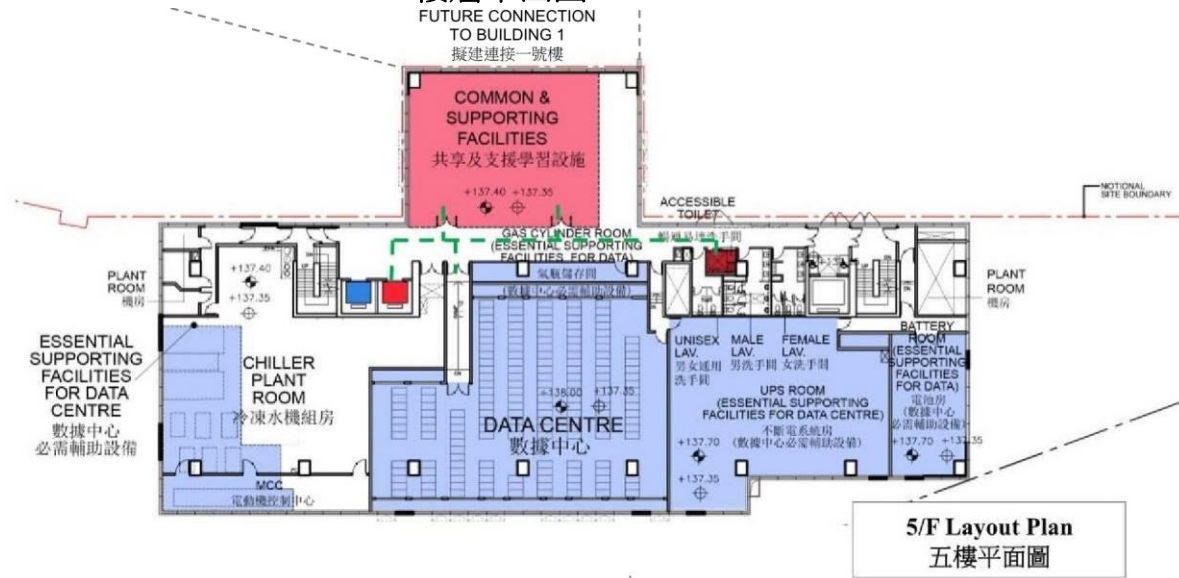 FUTURE CONNECTION
TO BUILDING 1
擬建連接一號樓
COMMON &
SUPPORTING
FACILITIES
共享及支援學習設施
+137.40 +137.35
NOTIONAL
SITE BOUNDARY
ACCESSIBLE
TOILET
GAS CYLINDER ROOM
(ESSENTIAL SUPPORTING
FACILITIES FOR DATA)
氣瓶儲存間
(數據中心必需輔助設備)
PLANT
ROOM
機房
+137.40
+137.35
PLANT
ROOM
機房
ESSENTIAL
SUPPORTING
FACILITIES
FOR DATA
CENTRE
數據中心
必需輔助設備
CHILLER
PLANT
ROOM
冷凍水機組房
MCC
電動機控制中心
+138.00 +137.35
DATA CENTRE
數據中心
UNISEX
LAV.
男女通用
洗手間
MALE
LAV.
男洗手間
FEMALE
LAV.
女洗手間
UPS ROOM
(ESSENTIAL SUPPORTING
FACILITIES FOR DATA CENTRE)
不斷電系統房
(數據中心必需輔助設備)
+137.70
+137.35
BATTERY
ROOM
(ESSENTIAL
SUPPORTING
FACILITIES
FOR DATA)
電池房
(數據中心
必需輔助設備)
+137.70 +137.35
5/F Layout Plan
五樓平面圖